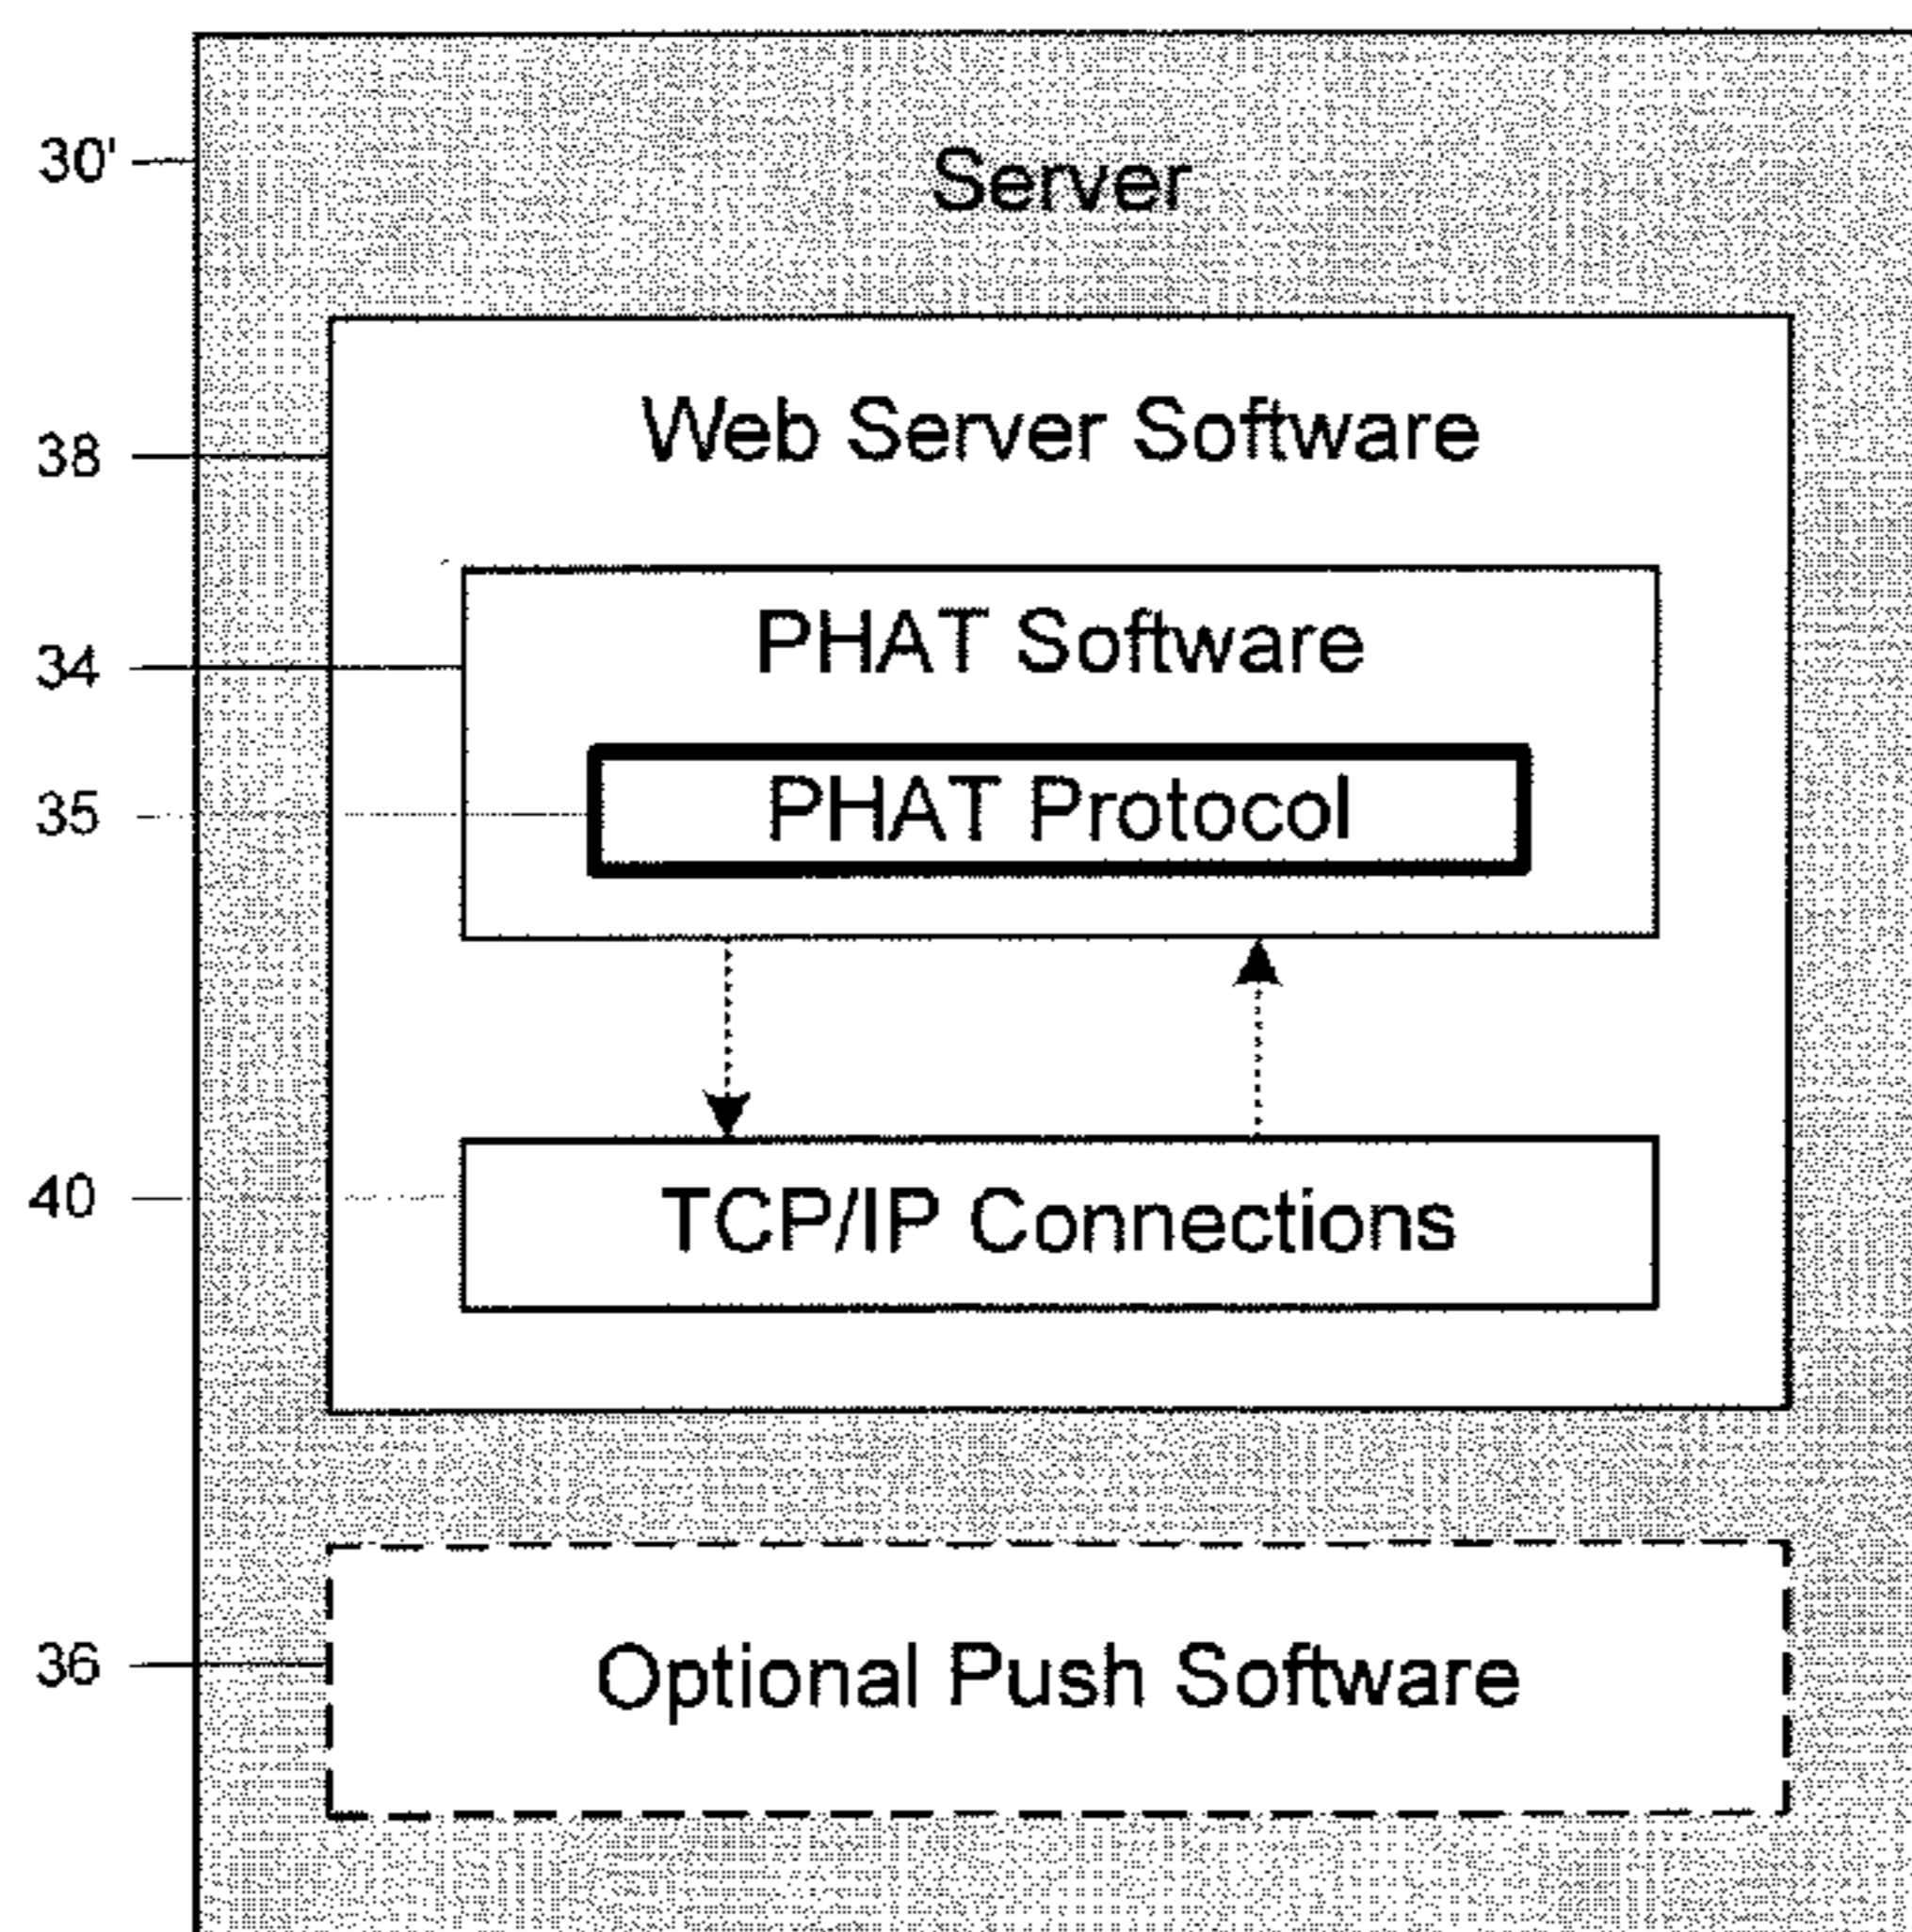 30'
Server
38
Web Server Software
34
PHAT Software
35
PHAT Protocol
40
TCP/IP Connections
36
Optional Push Software